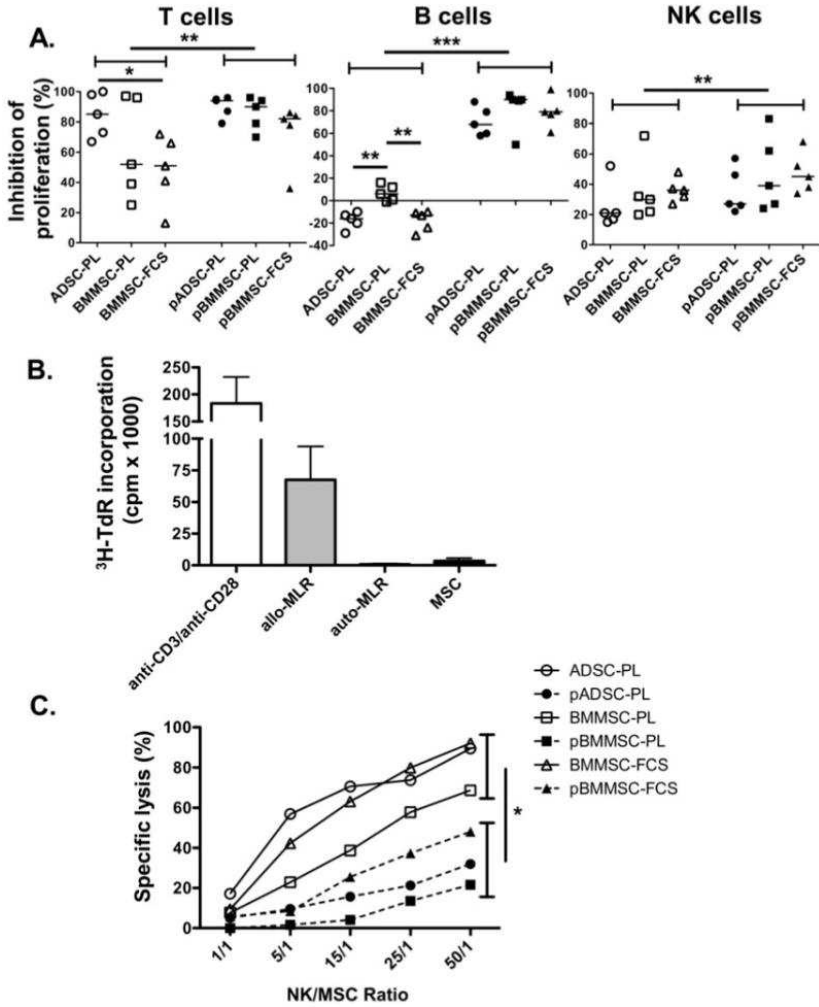 T cells
B cells
NK cells
A.
**
*
***
**
**
**
Inhibition of
proliferation (%)
100
80
60
40
20
0
100
80
60
40
20
0
-20
-40
100
80
60
40
20
0
ADSC-PL
BMMSC-PL
BMMSC-FCS
pADSC-PL
pBMMSC-PL
pBMMSC-FCS
ADSC-PL
BMMSC-PL
BMMSC-FCS
pADSC-PL
pBMMSC-PL
pBMMSC-FCS
ADSC-PL
BMMSC-PL
BMMSC-FCS
pADSC-PL
pBMMSC-PL
pBMMSC-FCS
B.
³H-TdR incorporation
(cpm x 1000)
250
200
150
100
75
50
25
0
anti-CD3/anti-CD28
allo-MLR
auto-MLR
MSC
C.
ADSC-PL
pADSC-PL
BMMSC-PL
pBMMSC-PL
BMMSC-FCS
pBMMSC-FCS
Specific lysis (%)
100
80
60
40
20
0
*
1/1
5/1
15/1
25/1
50/1
NK/MSC Ratio